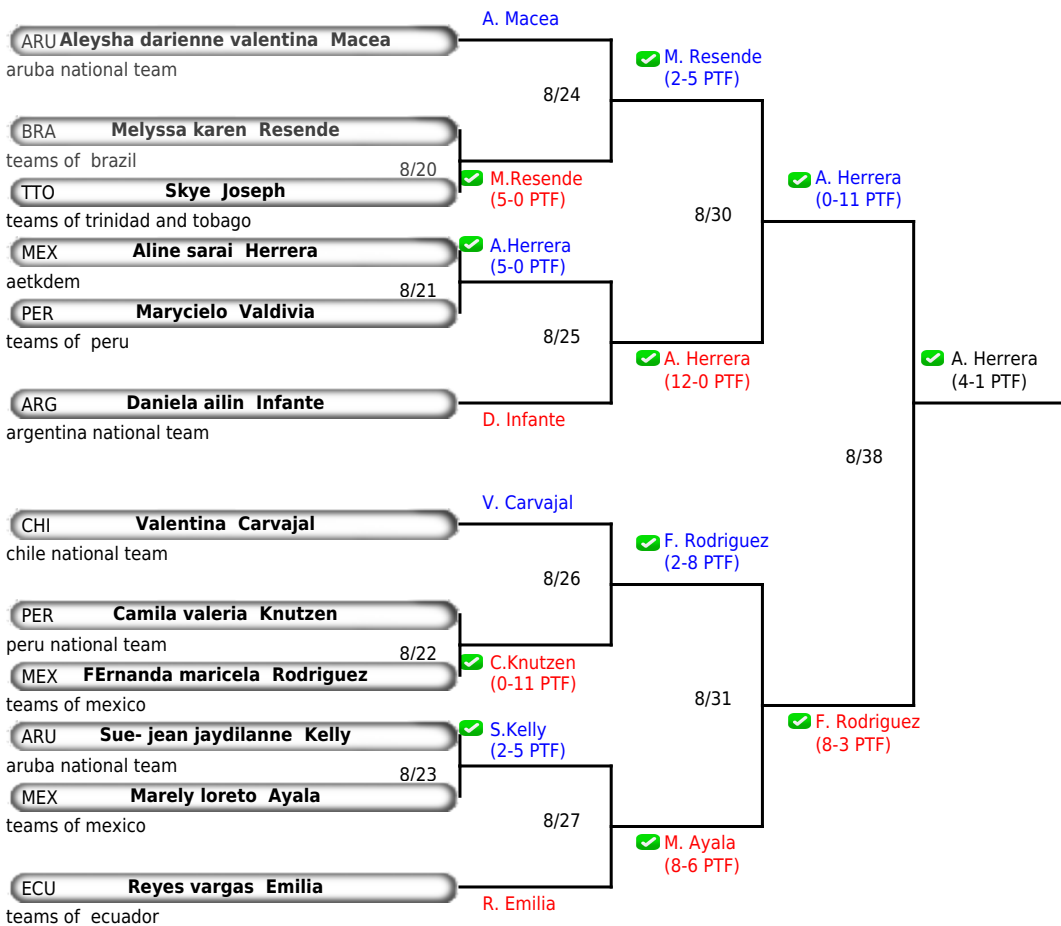 A. Macea
ARU Aleysha darienne valentina Macea
aruba national team
M. Resende
(2-5 PTF)
8/24
BRA Melyssa karen Resende
teams of brazil
8/20
TTO Skye Joseph
teams of trinidad and tobago
M.Resende
(5-0 PTF)
A. Herrera
(0-11 PTF)
8/30
MEX Aline sarai Herrera
aetkdem
A.Herrera
(5-0 PTF)
8/21
PER Marycielo Valdivia
teams of peru
8/25
A. Herrera
(12-0 PTF)
A. Herrera
(4-1 PTF)
ARG Daniela ailin Infante
argentina national team
D. Infante
8/38
V. Carvajal
CHI Valentina Carvajal
chile national team
F. Rodriguez
(2-8 PTF)
8/26
PER Camila valeria Knutzen
peru national team
8/22
MEX FErnanda maricela Rodriguez
teams of mexico
C.Knutzen
(0-11 PTF)
8/31
F. Rodriguez
(8-3 PTF)
ARU Sue- jean jaydilanne Kelly
aruba national team
S.Kelly
(2-5 PTF)
8/23
MEX Marely loreto Ayala
teams of mexico
8/27
M. Ayala
(8-6 PTF)
ECU Reyes vargas Emilia
teams of ecuador
R. Emilia